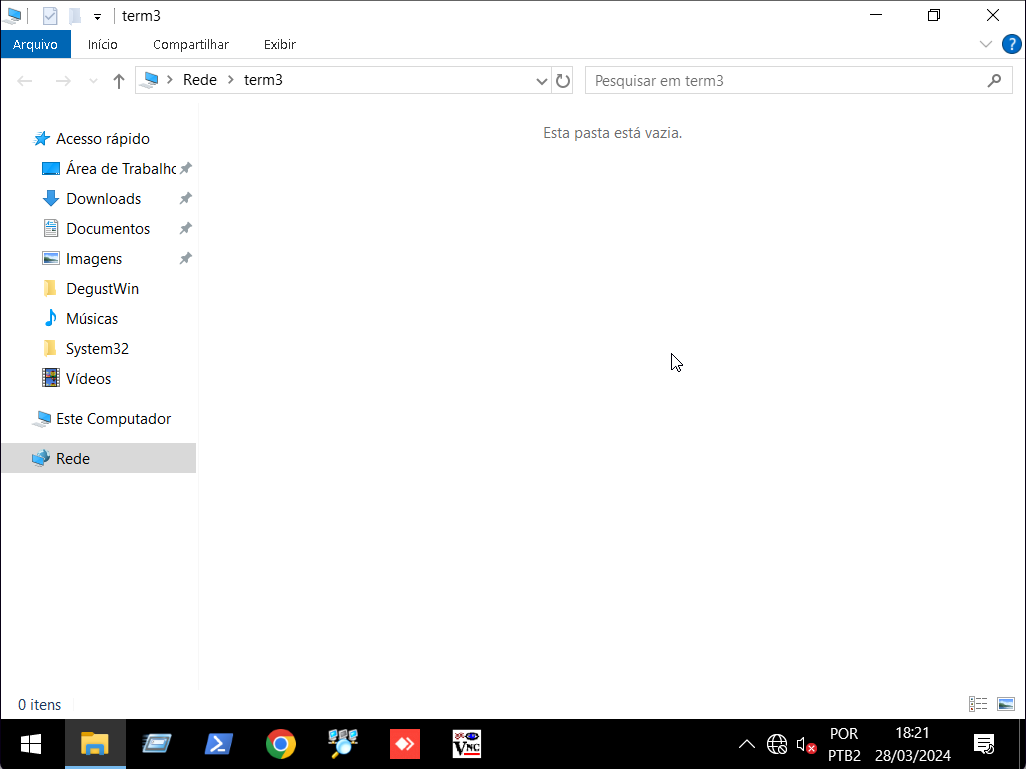 term3
Arquivo Início Compartilhar Exibir ?
Rede term3 Pesquisar em term3
Esta pasta está vazia.
Acesso rápido
Área de Trabalho
Downloads
Documentos
Imagens
DegustWin
Músicas
System32
Vídeos
Este Computador
Rede
0 itens
VNC
POR 18:21
PTB2 28/03/2024